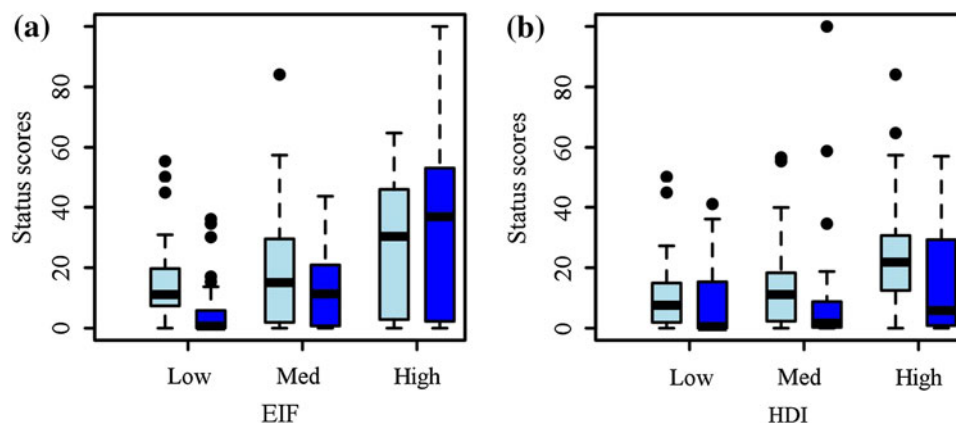 (a)
Status scores
0 20 40 60 80
Low Med High
EIF
(b)
Status scores
0 20 40 60 80
Low Med High
HDI